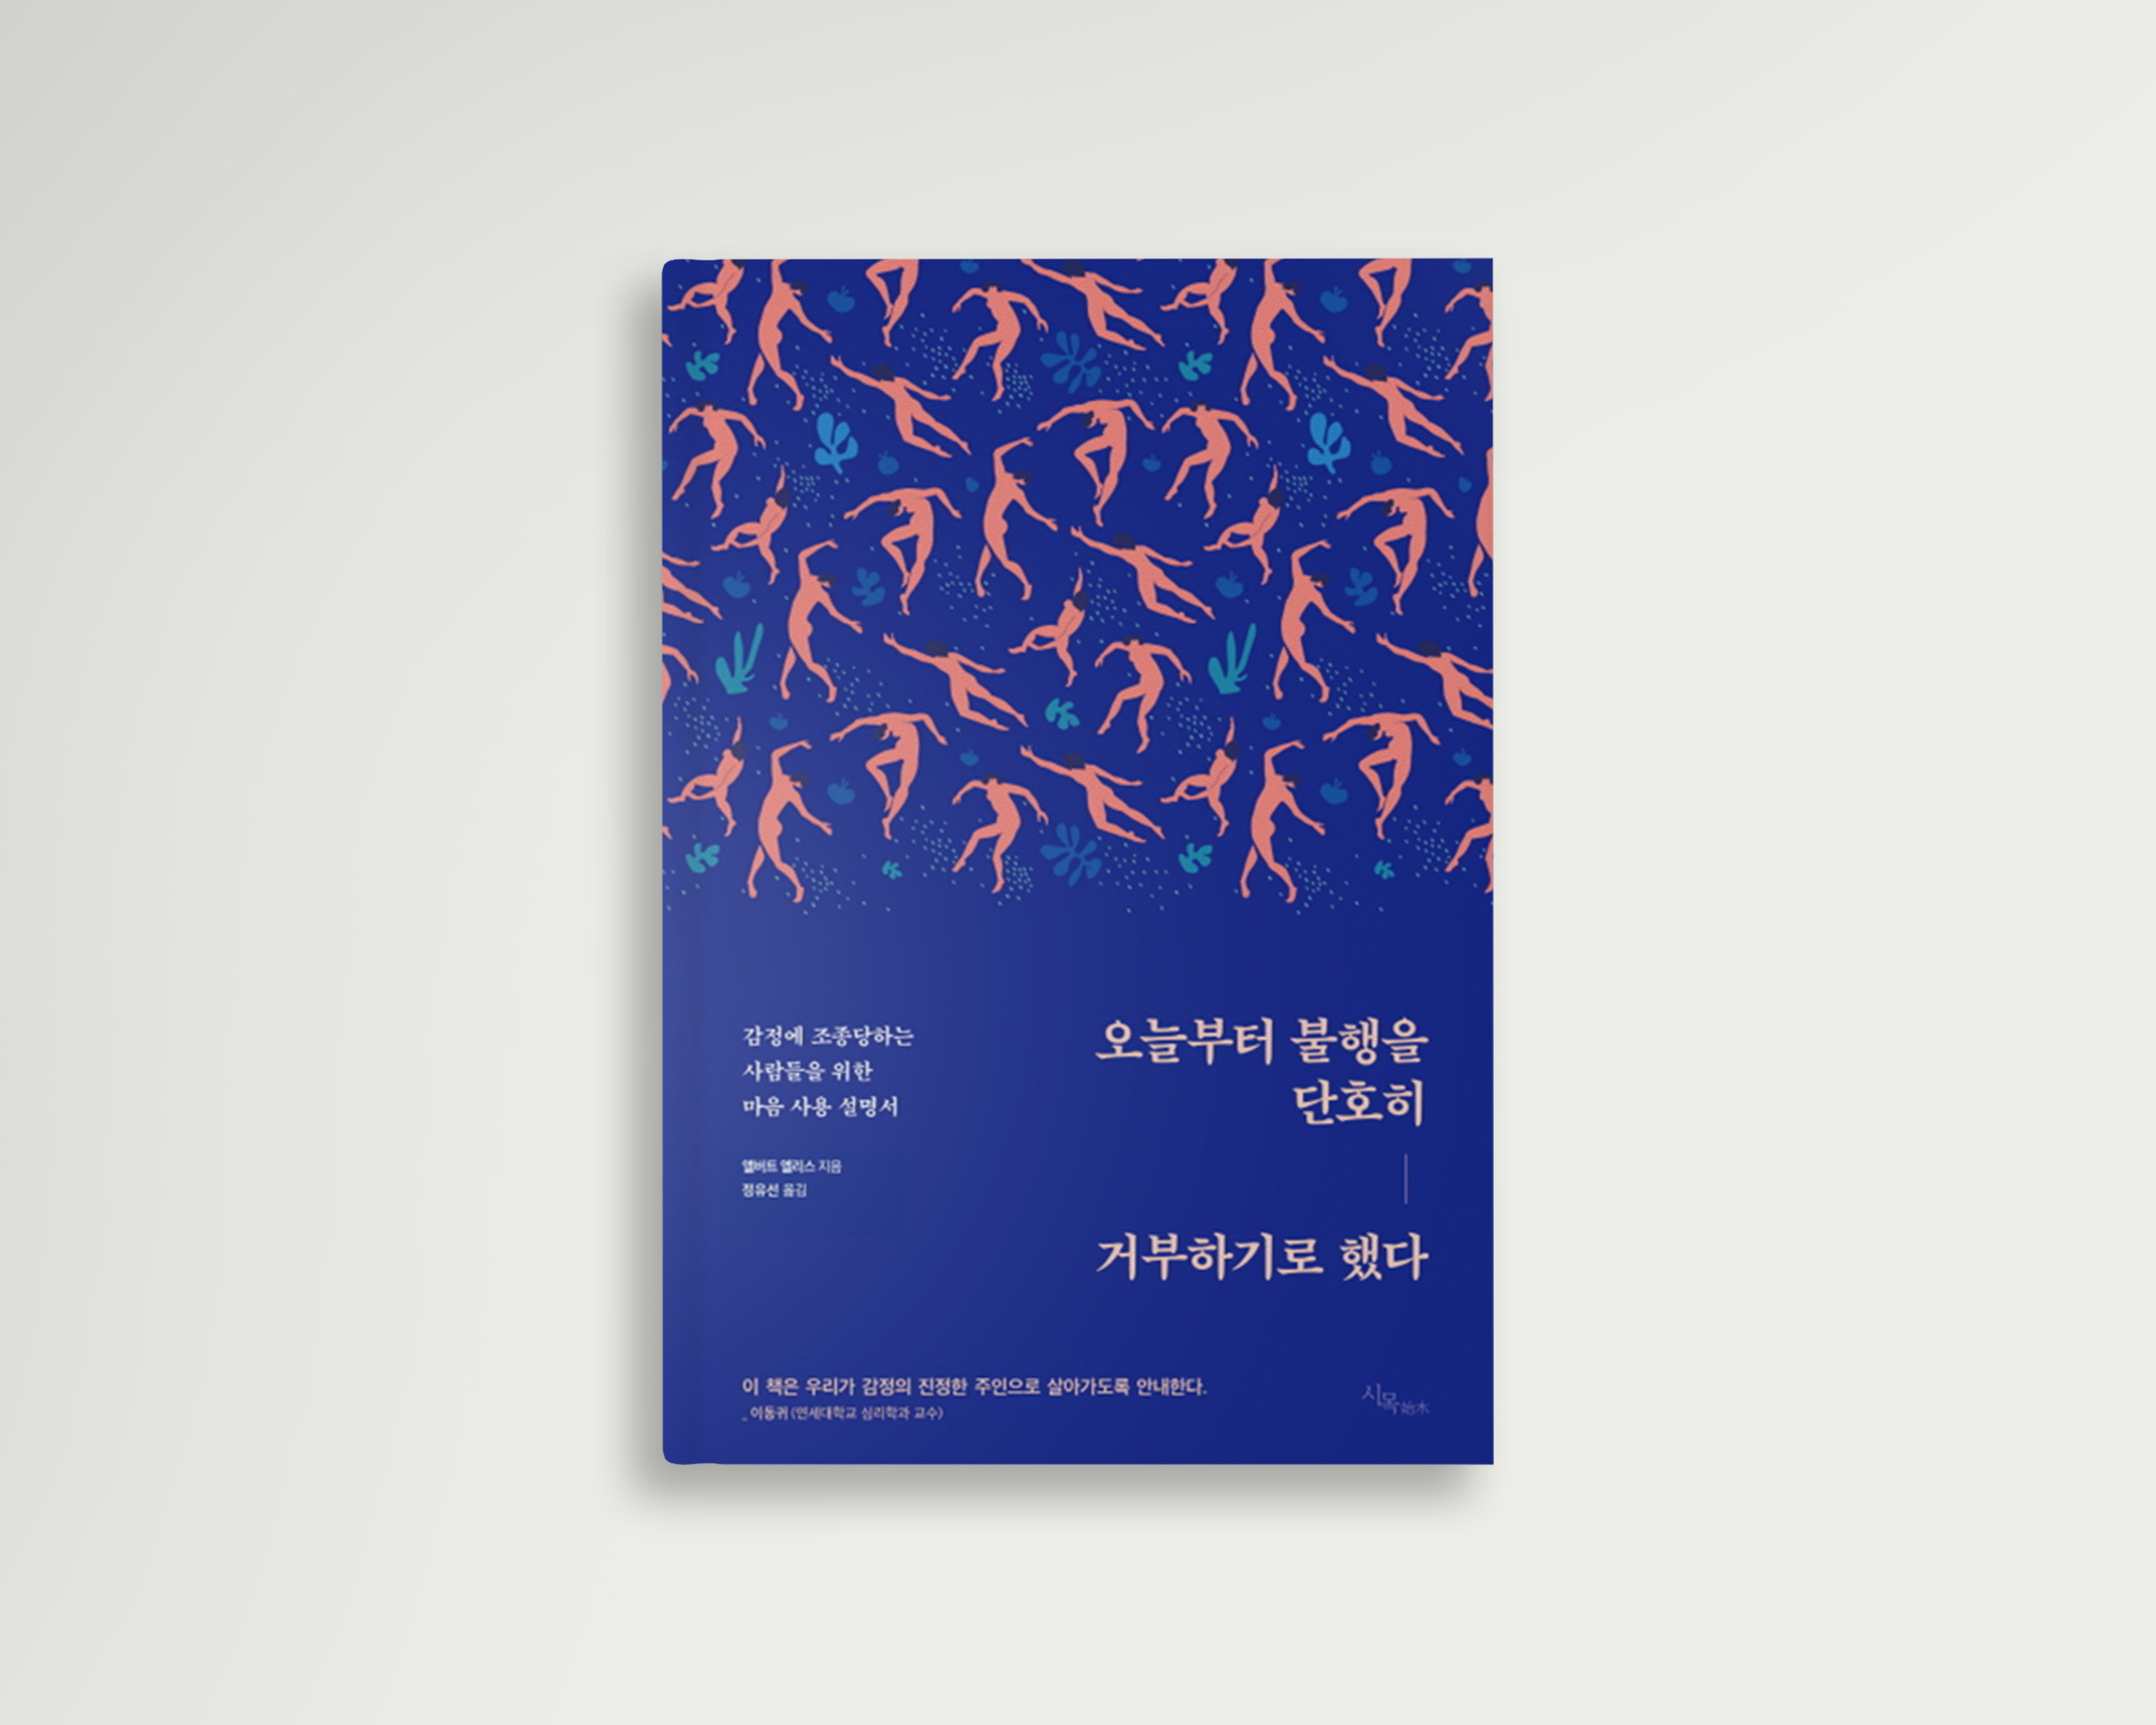 오늘부터 불행을
단호히
거부하기로 했다
감정에 조종당하는
사람들을 위한
마음 사용 설명서
앨버트 엘리스 지음
정유선 옮김
이 책은 우리가 감정의 진정한 주인으로 살아가도록 안내한다.
_ 이동귀 (연세대학교 심리학과 교수)
시목 始木